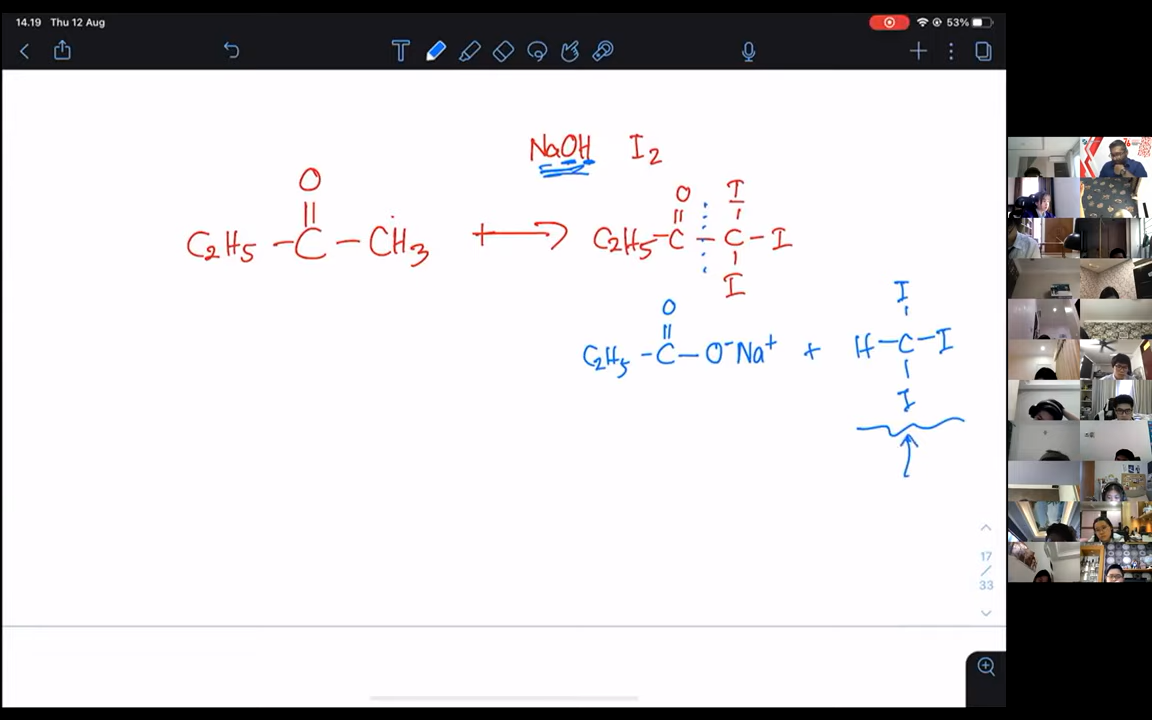 14.19 Thu 12 Aug
53%
T
NaOH I2
O
||
C2H5 - C - CH3
O I
|| |
C2H5 - C - C - I
|
I
O
||
C2H5 - C - O⁻Na⁺ +
I
|
H - C - I
|
I
17
/
33